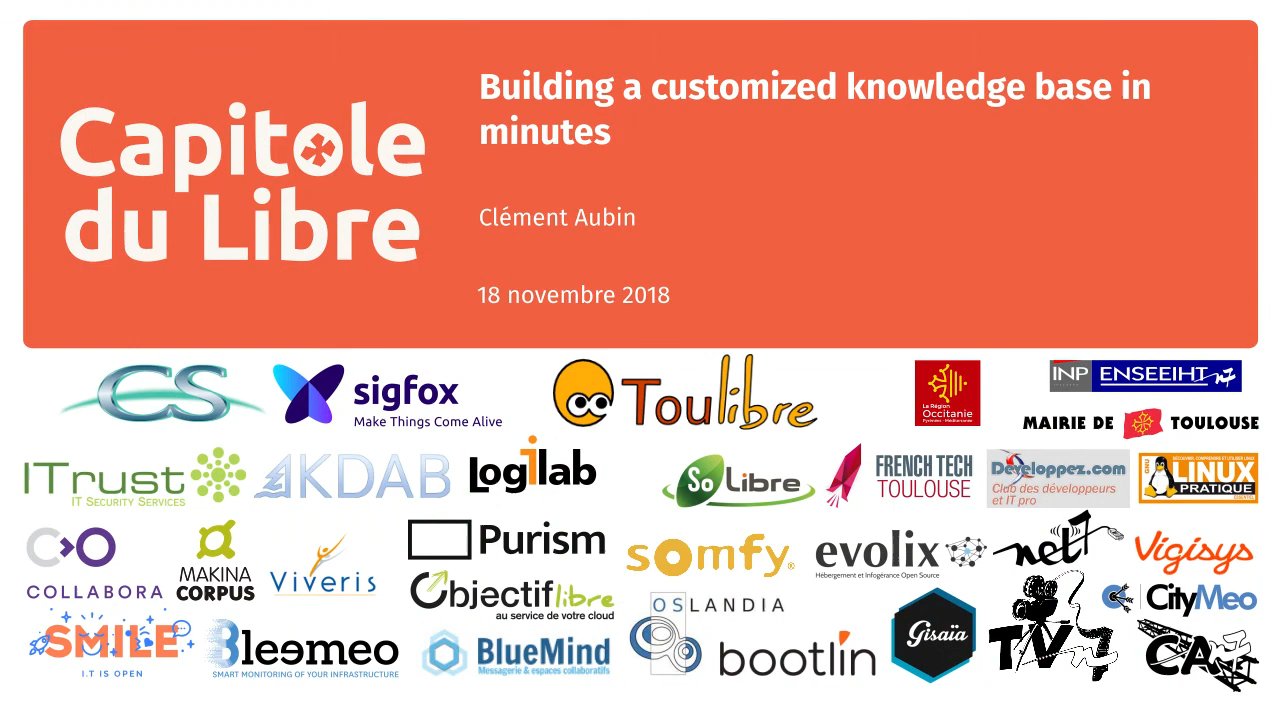 Capitole
du Libre
Building a customized knowledge base in
minutes
Clément Aubin
18 novembre 2018
CS
sigfox
Make Things Come Alive
Toulibre
La Région
Occitanie
Pyrénées - Méditerranée
INP
ENSEEIHT
MAIRIE DE TOULOUSE
ITrust
IT SECURITY SERVICES
KDAB
Logilab
So Libre
FRENCH TECH
TOULOUSE
Developpez.com
Club des développeurs
et IT pro
LINUX
PRATIQUE
COLLABORA
MAKINA
CORPUS
Viveris
Purism
Objectif libre
au service de votre cloud
somfy
evolix
Hébergement et Infogérance Open Source
net7
Vigisys
CityMeo
SMILE
I.T IS OPEN
Bleemeo
SMART MONITORING OF YOUR INFRASTRUCTURE
BlueMind
Messagerie & espaces collaboratifs
OSLANDIA
bootlin
Gisaïa
TVn7
CAn7